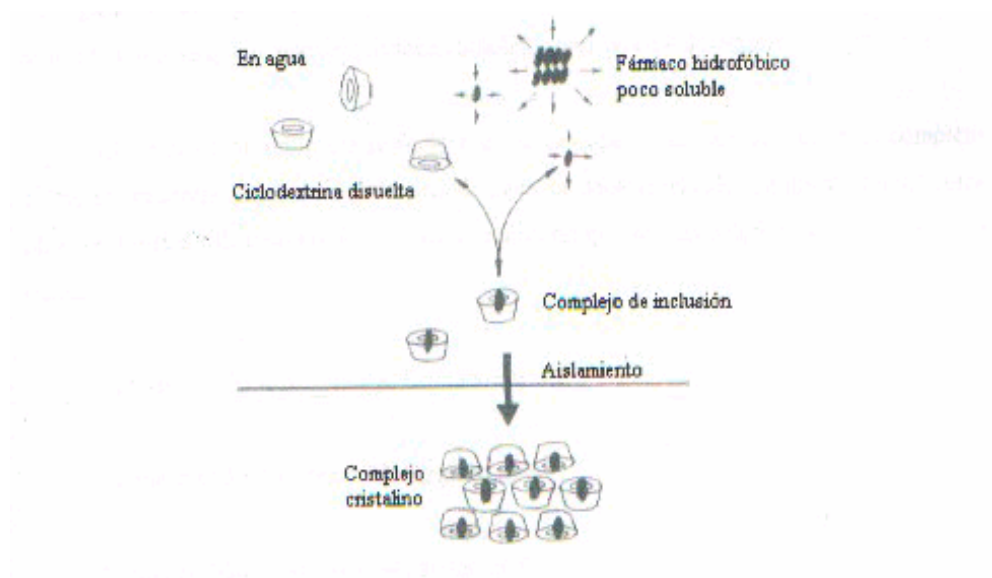 En agua
Fármaco hidrofóbico
poco soluble
Ciclodextrina disuelta
Complejo de inclusión
Aislamiento
Complejo
cristalino